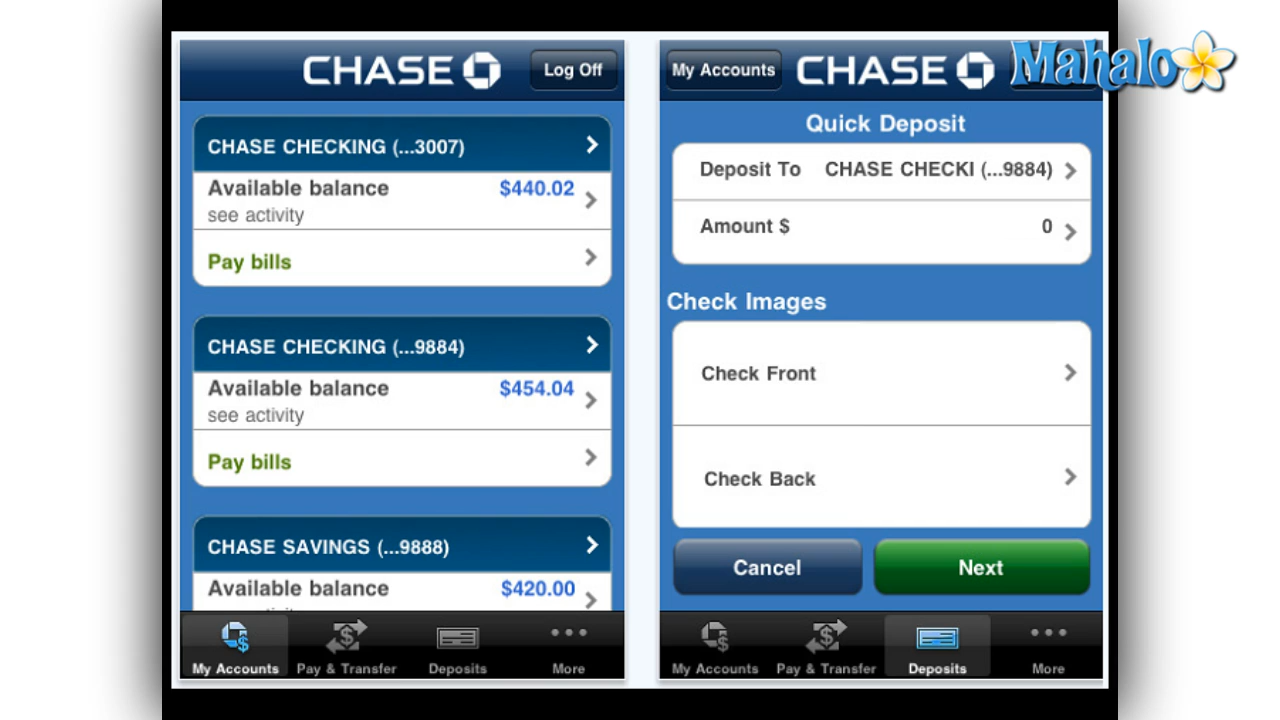 CHASE
Log Off
CHASE CHECKING (...3007)
Available balance $440.02
see activity
Pay bills
CHASE CHECKING (...9884)
Available balance $454.04
see activity
Pay bills
CHASE SAVINGS (...9888)
Available balance $420.00
My Accounts
Pay & Transfer
Deposits
More
My Accounts
CHASE
Mahalo
Quick Deposit
Deposit To CHASE CHECKI (...9884)
Amount $ 0
Check Images
Check Front
Check Back
Cancel
Next
My Accounts
Pay & Transfer
Deposits
More